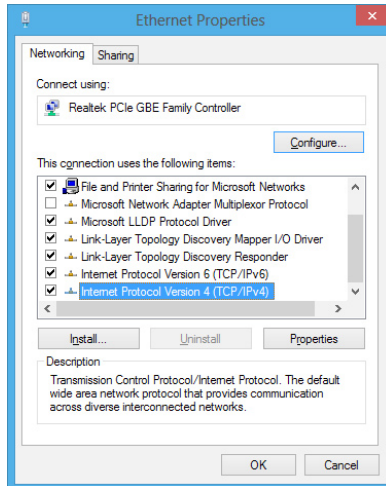 Ethernet Properties
Networking
Sharing
Connect using:
Realtek PCIe GBE Family Controller
Configure...
This connection uses the following items:
File and Printer Sharing for Microsoft Networks
Microsoft Network Adapter Multiplexor Protocol
Microsoft LLDP Protocol Driver
Link-Layer Topology Discovery Mapper I/O Driver
Link-Layer Topology Discovery Responder
Internet Protocol Version 6 (TCP/IPv6)
Internet Protocol Version 4 (TCP/IPv4)
Install...
Uninstall
Properties
Description
Transmission Control Protocol/Internet Protocol. The default
wide area network protocol that provides communication
across diverse interconnected networks.
OK
Cancel